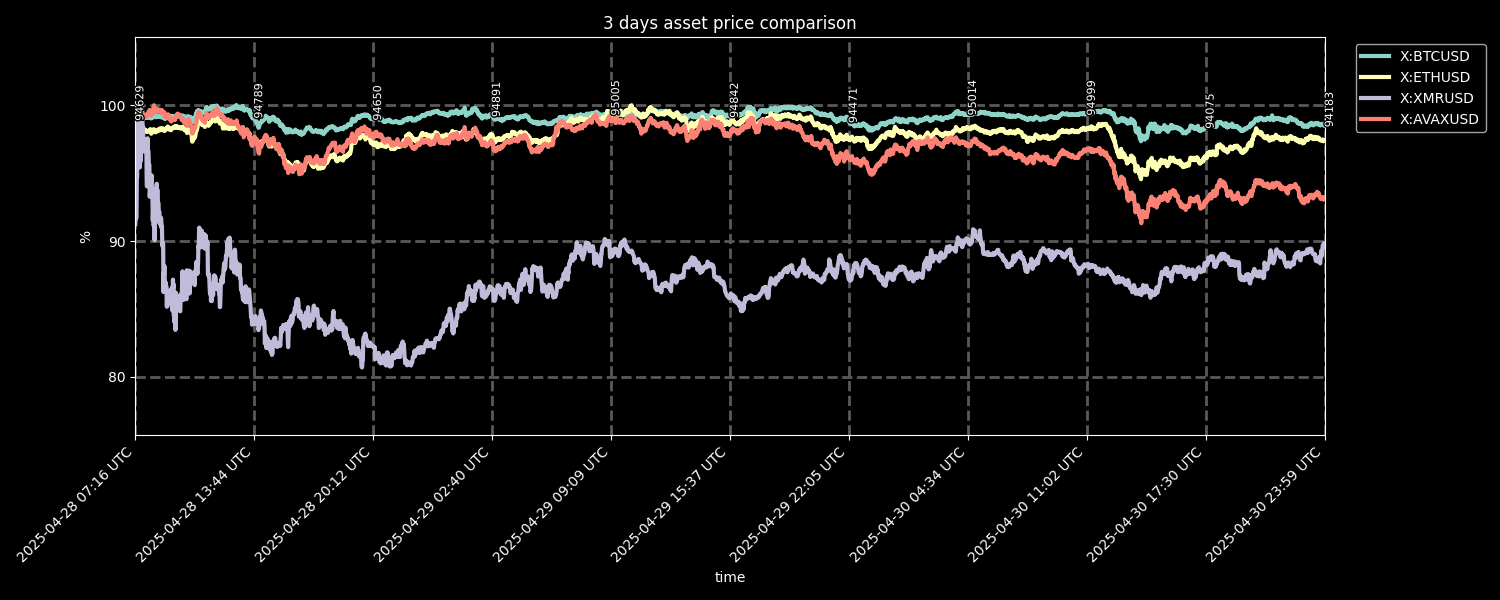 3 days asset price comparison
X:BTCUSD
X:ETHUSD
X:XMRUSD
X:AVAXUSD
94629
94789
94650
94891
95005
94842
94471
95014
94999
94075
94183
100
90
80
%
2025-04-28 07:16 UTC
2025-04-28 13:44 UTC
2025-04-28 20:12 UTC
2025-04-29 02:40 UTC
2025-04-29 09:09 UTC
2025-04-29 15:37 UTC
2025-04-29 22:05 UTC
2025-04-30 04:34 UTC
2025-04-30 11:02 UTC
2025-04-30 17:30 UTC
2025-04-30 23:59 UTC
time